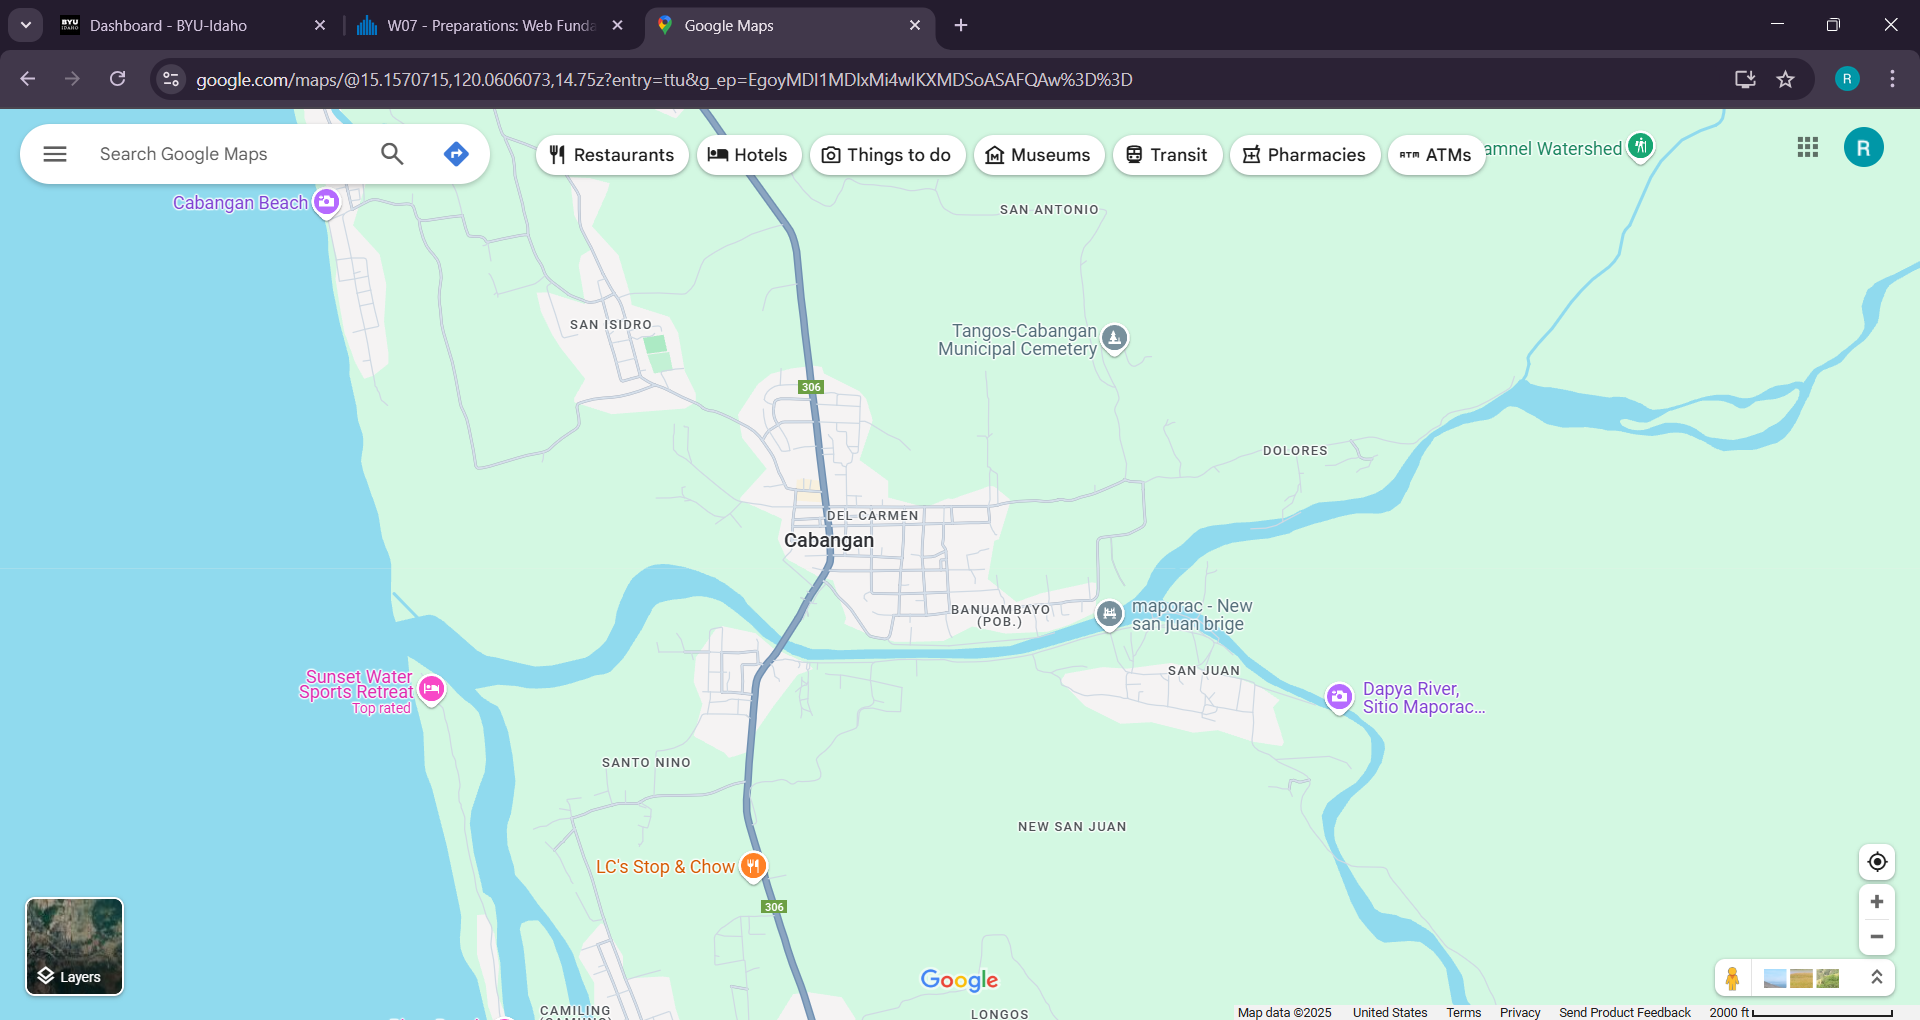 Dashboard - BYU-Idaho
W07 - Preparations: Web Funda
Google Maps
google.com/maps/@15.1570715,120.0606073,14.75z?entry=ttu&g_ep=EgoyMDI1MDIxMi4wIKXMDSoASAFQAw%3D%3D
R
Search Google Maps
Restaurants
Hotels
Things to do
Museums
Transit
Pharmacies
ATM ATMs
amnel Watershed
R
Cabangan Beach
SAN ANTONIO
SAN ISIDRO
Tangos-Cabangan
Municipal Cemetery
306
DOLORES
DEL CARMEN
Cabangan
BANUAMBAYO
(POB.)
maporac - New
san juan brige
SAN JUAN
Sunset Water
Sports Retreat
Top rated
Dapya River,
Sitio Maporac...
SANTO NINO
NEW SAN JUAN
LC's Stop & Chow
306
Layers
Google
CAMILING
LONGOS
Map data ©2025
United States
Terms
Privacy
Send Product Feedback
2000 ft